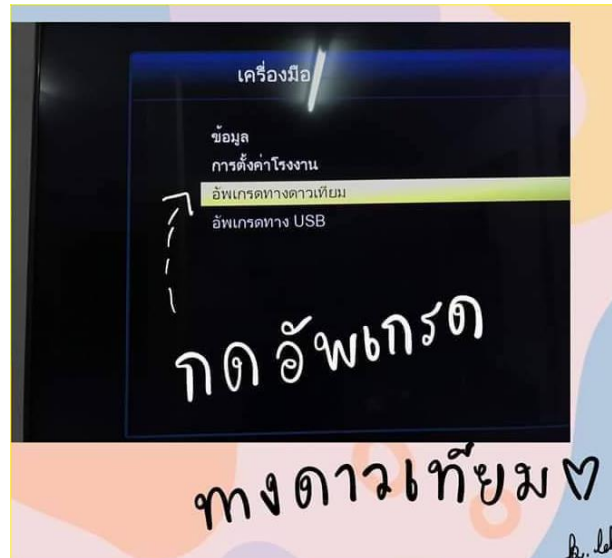 เครื่องมือ
ข้อมูล
การตั้งค่าโรงงาน
อัพเกรดทางดาวเทียม
อัพเกรดทาง USB
กดอัพเกรด
ทางดาวเทียม♡